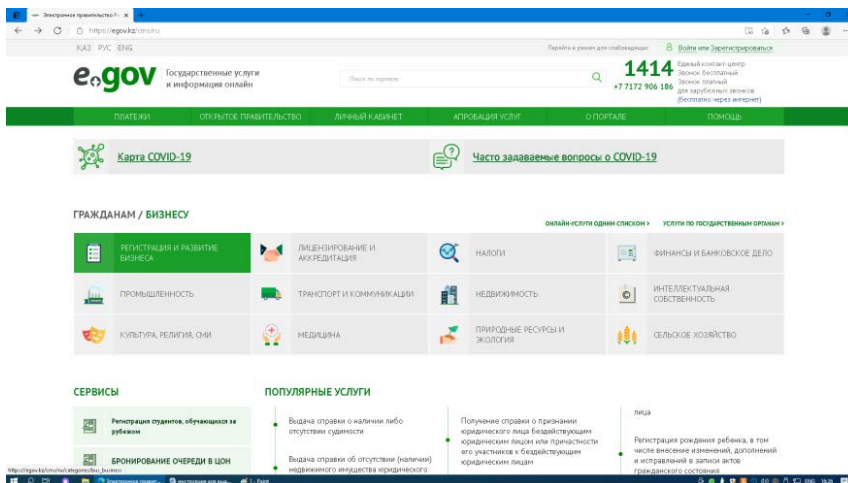 Электронное правительство Р
https://egov.kz/cms/ru
ҚАЗ РУС ENG
Перейти в режим для слабовидящих
Войти или Зарегистрироваться
e.gov
Государственные услуги
и информация онлайн
Поиск по порталу
1414
+7 7172 906 186
Единый контакт-центр
Звонок бесплатный
Звонок платный
для зарубежных звонков
(бесплатно через интернет)
ПЛАТЕЖИ ОТКРЫТОЕ ПРАВИТЕЛЬСТВО ЛИЧНЫЙ КАБИНЕТ АПРОБАЦИЯ УСЛУГ О ПОРТАЛЕ ПОМОЩЬ
Карта COVID-19
Часто задаваемые вопросы о COVID-19
ГРАЖДАНАМ / БИЗНЕСУ
ОНЛАЙН-УСЛУГИ ОДНИМ СПИСКОМ > УСЛУГИ ПО ГОСУДАРСТВЕННЫМ ОРГАНАМ >
РЕГИСТРАЦИЯ И РАЗВИТИЕ
БИЗНЕСА
ЛИЦЕНЗИРОВАНИЕ И
АККРЕДИТАЦИЯ
НАЛОГИ
ФИНАНСЫ И БАНКОВСКОЕ ДЕЛО
ПРОМЫШЛЕННОСТЬ
ТРАНСПОРТ И КОММУНИКАЦИИ
НЕДВИЖИМОСТЬ
ИНТЕЛЛЕКТУАЛЬНАЯ
СОБСТВЕННОСТЬ
КУЛЬТУРА, РЕЛИГИЯ, СМИ
МЕДИЦИНА
ПРИРОДНЫЕ РЕСУРСЫ И
ЭКОЛОГИЯ
СЕЛЬСКОЕ ХОЗЯЙСТВО
СЕРВИСЫ
Регистрация студентов, обучающихся за
рубежом
БРОНИРОВАНИЕ ОЧЕРЕДИ В ЦОН
ПОПУЛЯРНЫЕ УСЛУГИ
Выдача справки о наличии либо
отсутствии судимости
Выдача справки об отсутствии (наличии)
недвижимого имущества юридического
Получение справки о признании
юридического лица бездействующим
юридическим лицом или причастности
его участников к бездействующим
юридическим лицам
лица
Регистрация рождения ребенка, в том
числе внесение изменений, дополнений
и исправлений в записи актов
гражданского состояния
https://egov.kz/cms/ru/categories/bus_business
Электронное правит...
1 - Paint
ENG 16:26